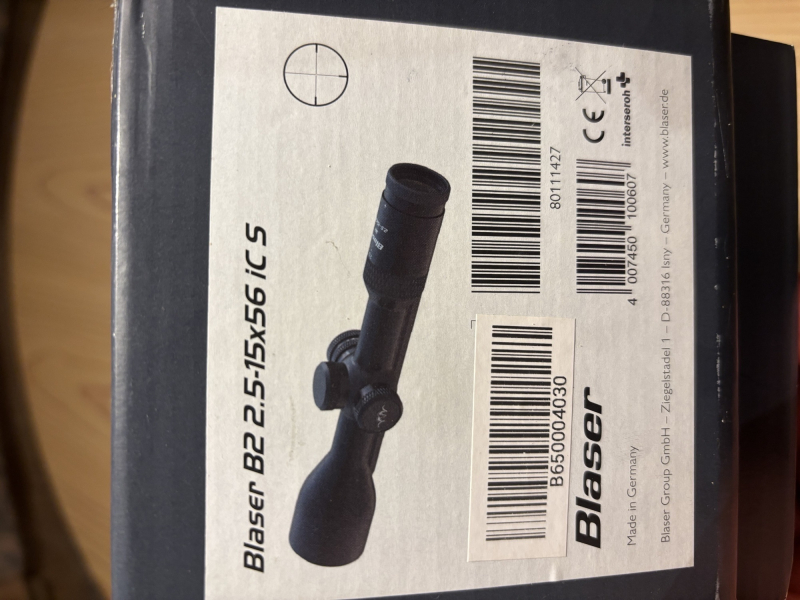 Blaser B2 2.5-15x56 iC S
80111427
CE
interseroh
4 007450 100607
B650004030
Blaser
Made in Germany
Blaser Group GmbH – Ziegelstadel 1 – D-88316 Isny – Germany – www.blaser.de